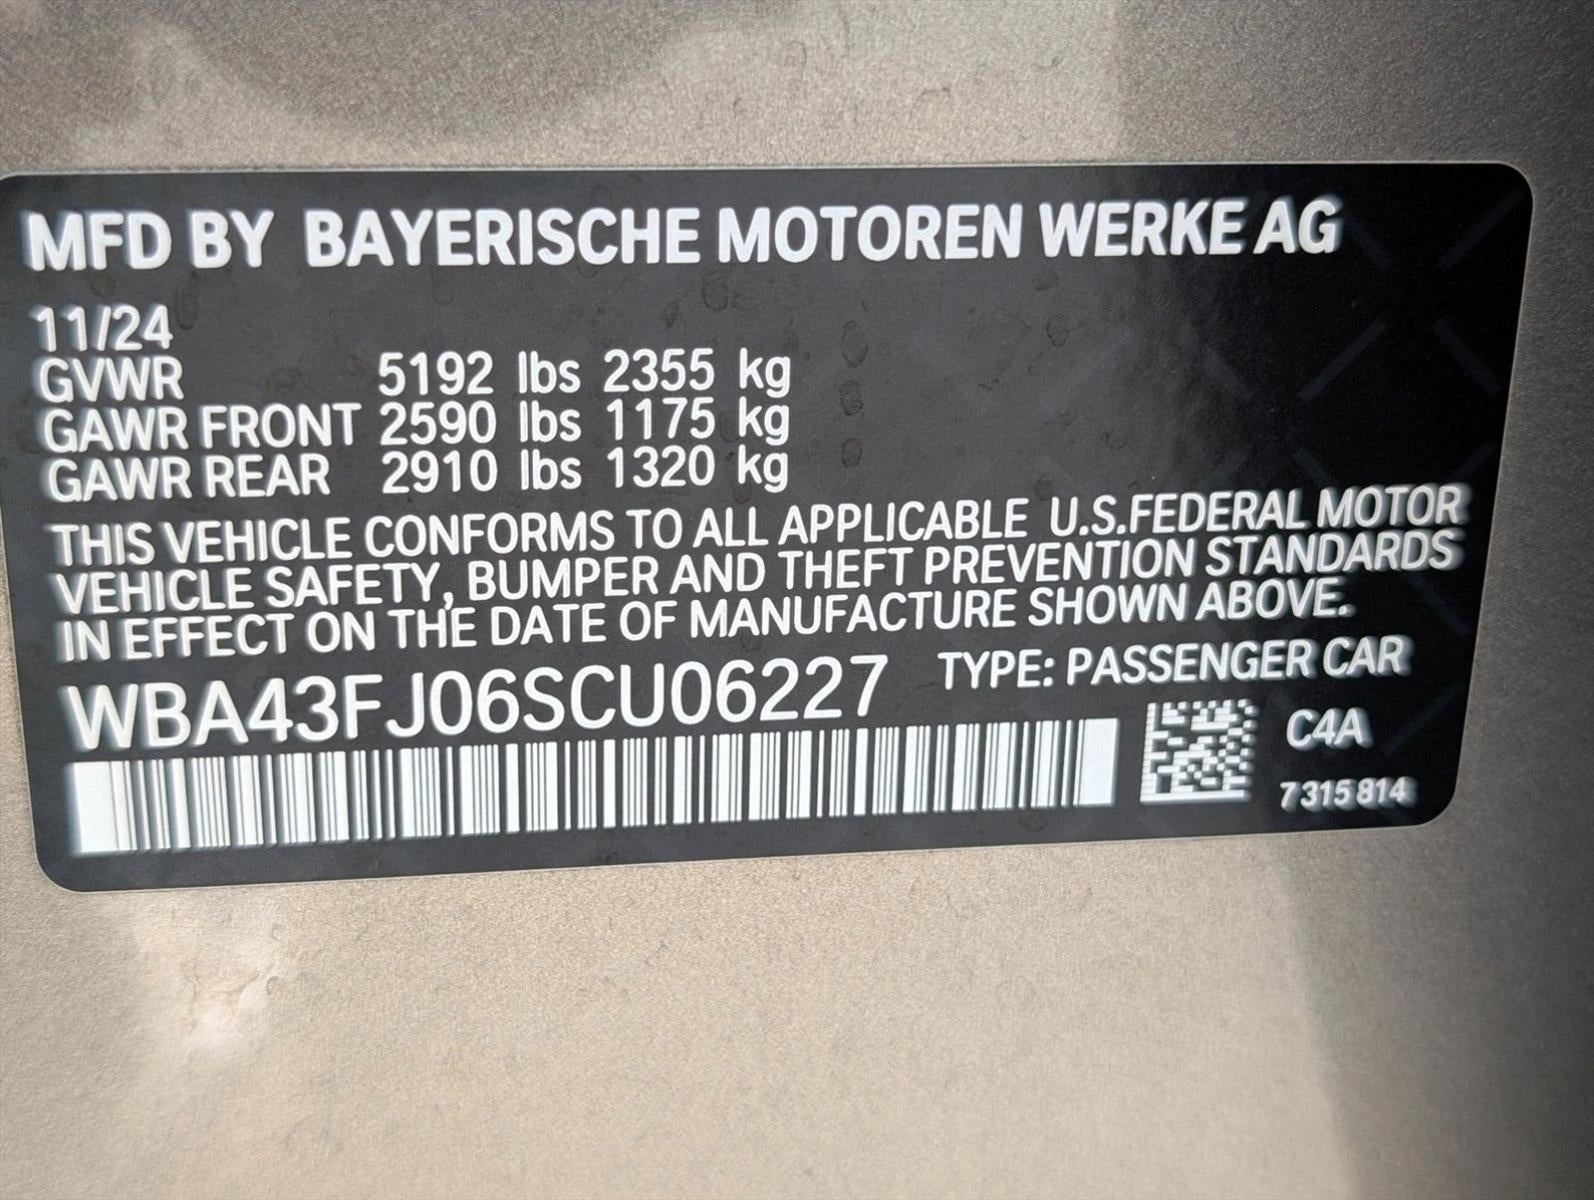 MFD BY BAYERISCHE MOTOREN WERKE AG
11/24
GVWR 5192 lbs 2355 kg
GAWR FRONT 2590 lbs 1175 kg
GAWR REAR 2910 lbs 1320 kg
THIS VEHICLE CONFORMS TO ALL APPLICABLE U.S.FEDERAL MOTOR
VEHICLE SAFETY, BUMPER AND THEFT PREVENTION STANDARDS
IN EFFECT ON THE DATE OF MANUFACTURE SHOWN ABOVE.
WBA43FJ06SCU06227 TYPE: PASSENGER CAR
C4A
7315814